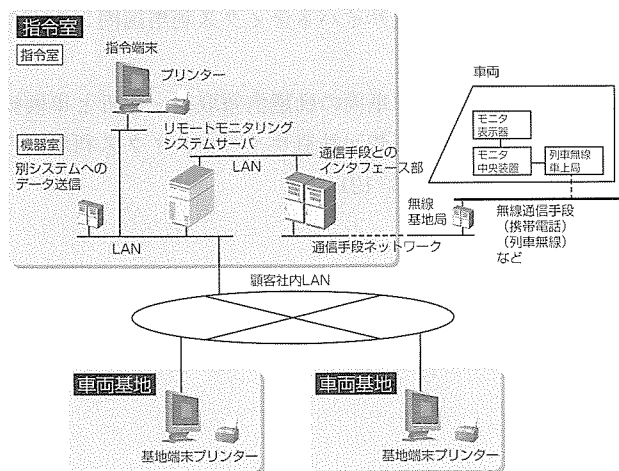 指令室
指令室
指令端末
プリンター
機器室
リモートモニタリング
システムサーバ
別システムへの
データ送信
LAN
通信手段との
インタフェース部
LAN
通信手段ネットワーク
無線
基地局
車両
モニタ
表示器
モニタ
中央装置
列車無線
車上局
無線通信手段
(携帯電話)
(列車無線)
など
顧客社内LAN
車両基地
基地端末プリンター
車両基地
基地端末プリンター